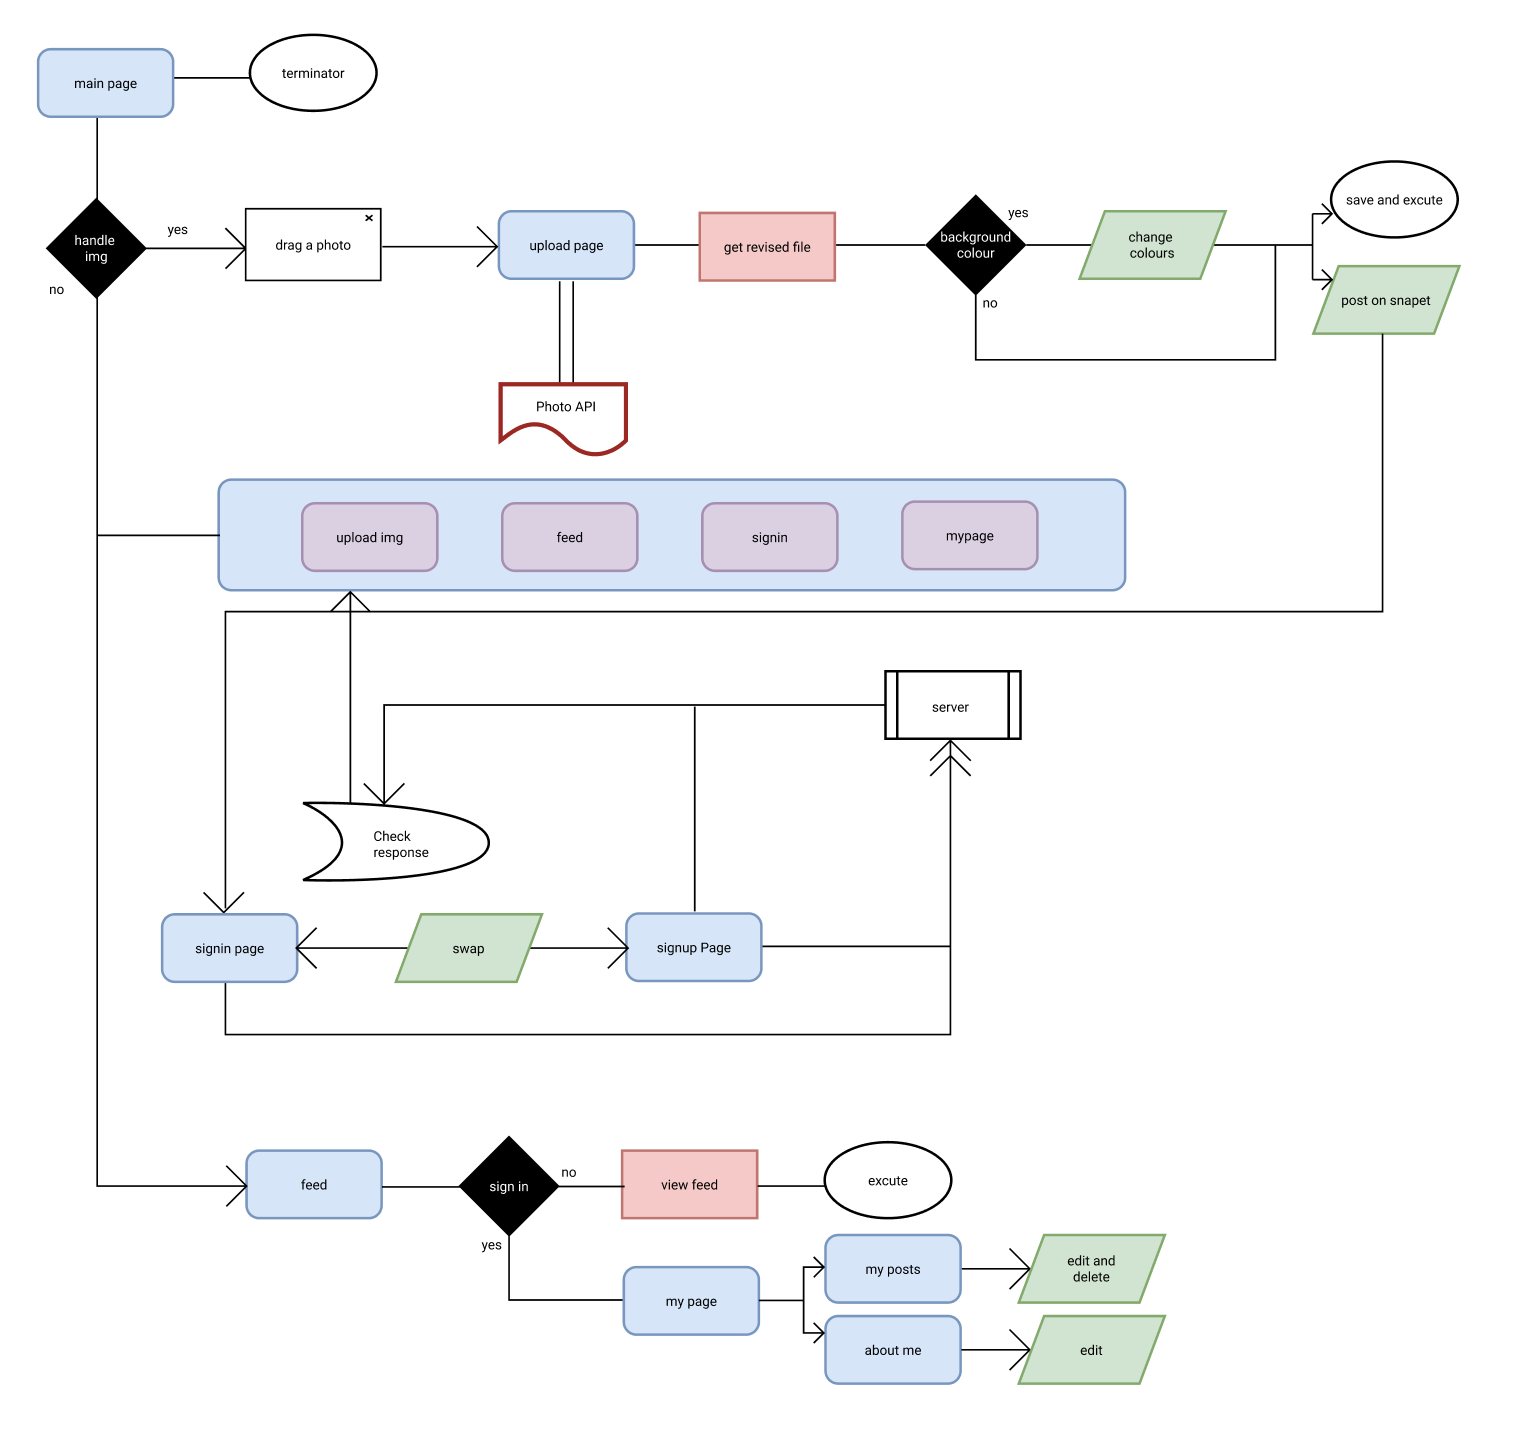 main page
terminator
handle
img
yes
no
drag a photo
upload page
get revised file
background
colour
yes
no
change
colours
save and excute
post on snapet
Photo API
upload img
feed
signin
mypage
server
Check
response
signin page
swap
signup Page
feed
sign in
no
yes
view feed
excute
my page
my posts
edit and
delete
about me
edit